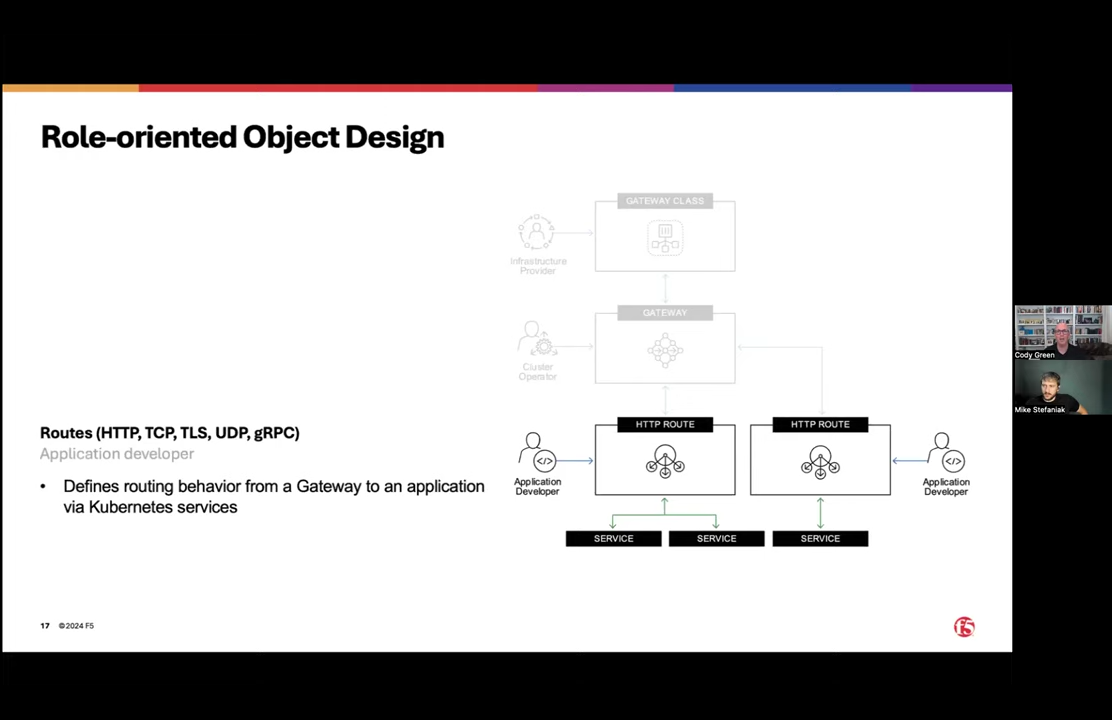 Role-oriented Object Design
GATEWAY CLASS
Infrastructure
Provider
GATEWAY
Cluster
Operator
Routes (HTTP, TCP, TLS, UDP, gRPC)
Application developer
• Defines routing behavior from a Gateway to an application
via Kubernetes services
HTTP ROUTE
HTTP ROUTE
Application
Developer
Application
Developer
SERVICE
SERVICE
SERVICE
17 ©2024 F5
f5
Cody Green
Mike Stefaniak